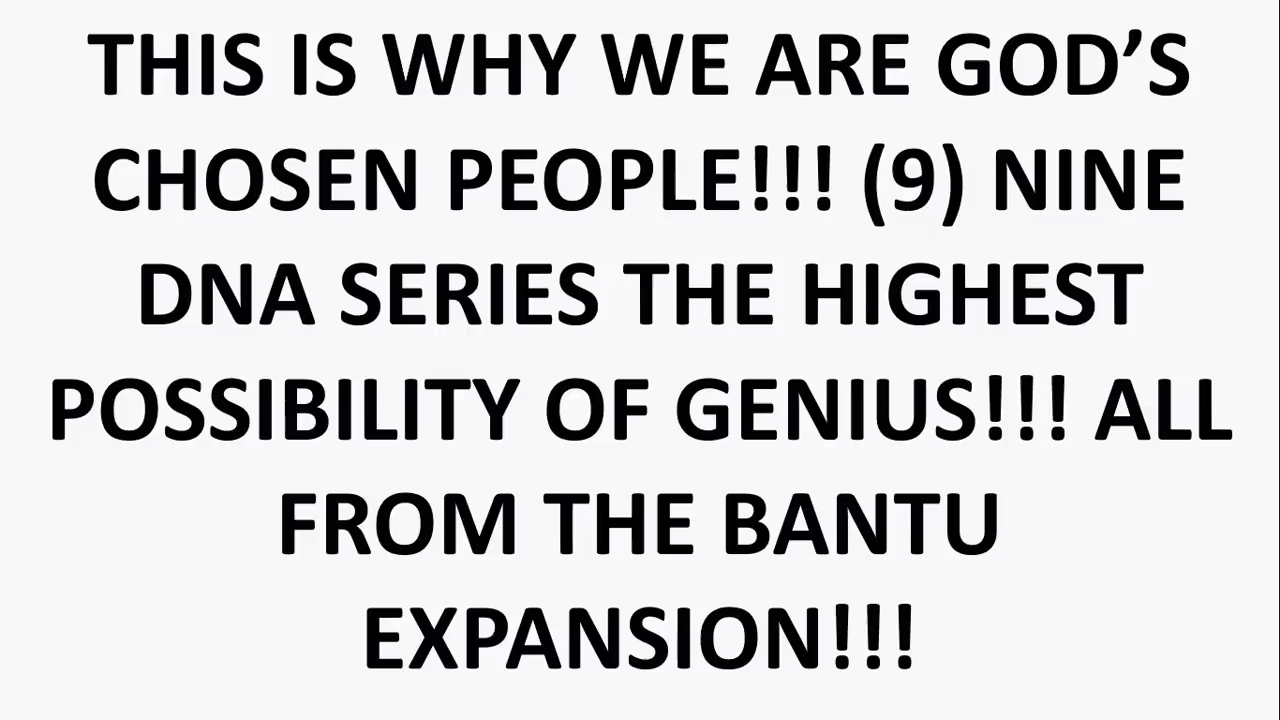 THIS IS WHY WE ARE GOD’S
CHOSEN PEOPLE!!! (9) NINE
DNA SERIES THE HIGHEST
POSSIBILITY OF GENIUS!!! ALL
FROM THE BANTU
EXPANSION!!!